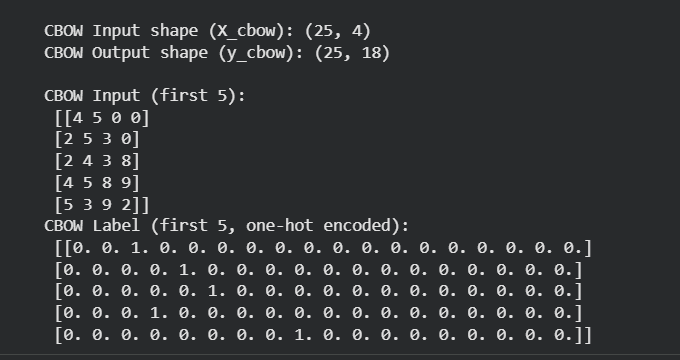 CBOW Input shape (X_cbow): (25, 4)
CBOW Output shape (y_cbow): (25, 18)
CBOW Input (first 5):
[[4 5 0 0]
[2 5 3 0]
[2 4 3 8]
[4 5 8 9]
[5 3 9 2]]
CBOW Label (first 5, one-hot encoded):
[[0. 0. 1. 0. 0. 0. 0. 0. 0. 0. 0. 0. 0. 0. 0. 0. 0. 0.]
[0. 0. 0. 0. 1. 0. 0. 0. 0. 0. 0. 0. 0. 0. 0. 0. 0. 0.]
[0. 0. 0. 0. 0. 1. 0. 0. 0. 0. 0. 0. 0. 0. 0. 0. 0. 0.]
[0. 0. 0. 1. 0. 0. 0. 0. 0. 0. 0. 0. 0. 0. 0. 0. 0. 0.]
[0. 0. 0. 0. 0. 0. 0. 0. 1. 0. 0. 0. 0. 0. 0. 0. 0. 0.]]